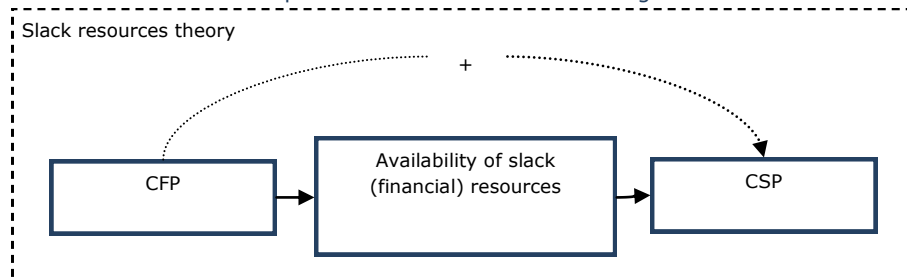 Slack resources theory
+
CFP
Availability of slack
(financial) resources
CSP